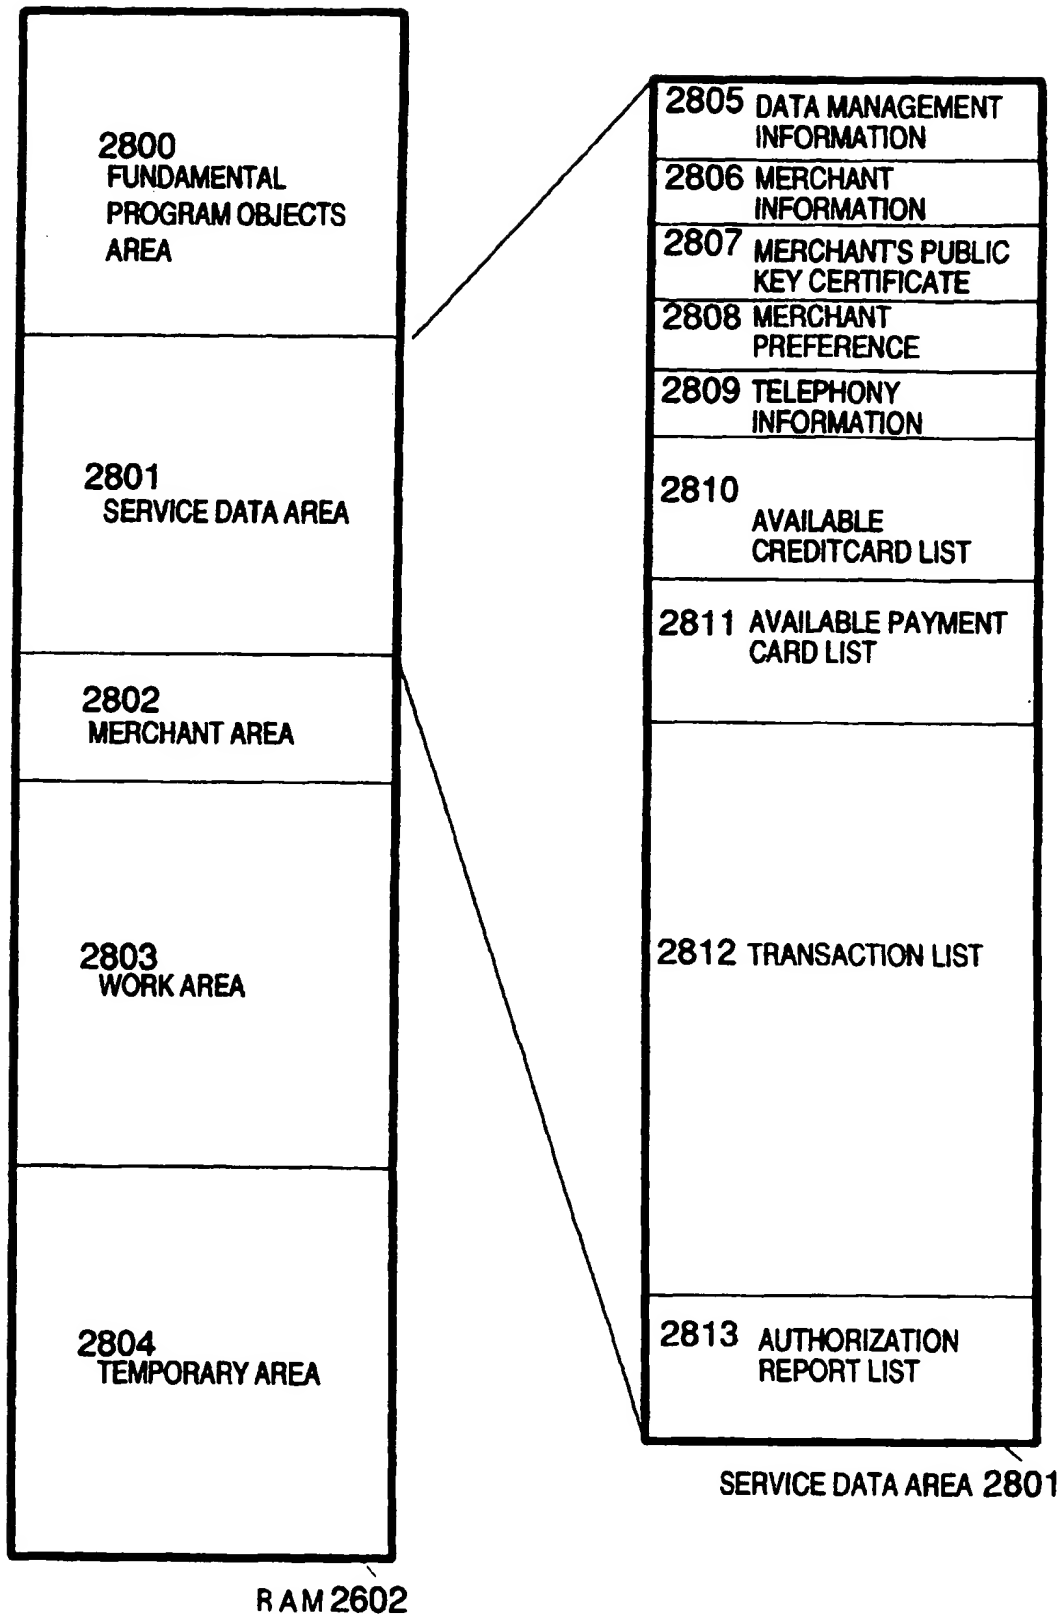 2800
FUNDAMENTAL
PROGRAM OBJECTS
AREA
2801
SERVICE DATA AREA
2802
MERCHANT AREA
2803
WORK AREA
2804
TEMPORARY AREA
RAM 2602
2805 DATA MANAGEMENT
INFORMATION
2806 MERCHANT
INFORMATION
2807 MERCHANT'S PUBLIC
KEY CERTIFICATE
2808 MERCHANT
PREFERENCE
2809 TELEPHONY
INFORMATION
2810
AVAILABLE
CREDITCARD LIST
2811 AVAILABLE PAYMENT
CARD LIST
2812 TRANSACTION LIST
2813 AUTHORIZATION
REPORT LIST
SERVICE DATA AREA 2801